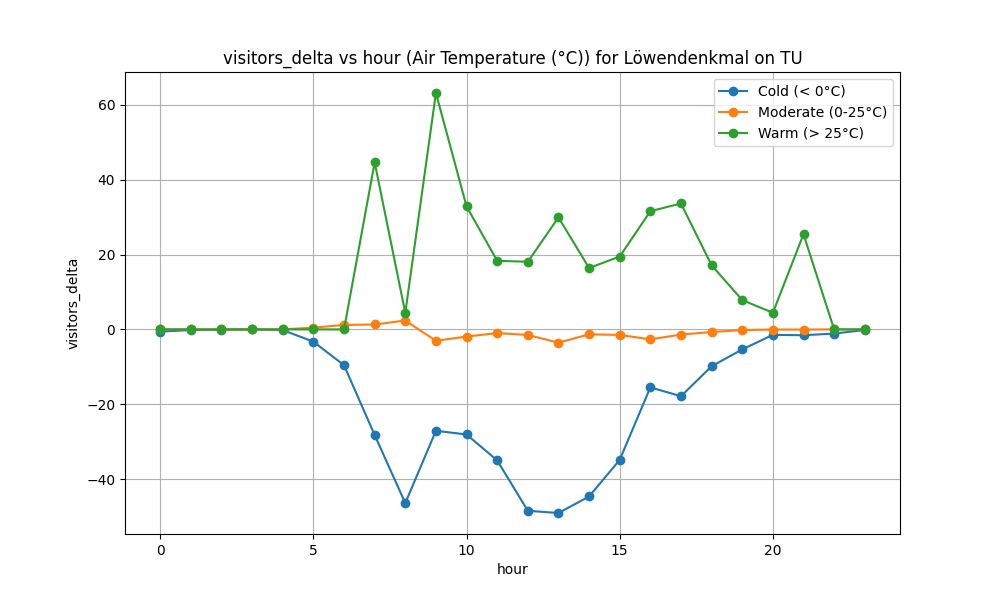 visitors_delta vs hour (Air Temperature (°C)) for Löwendenkmal on TU
Cold (< 0°C)
Moderate (0-25°C)
Warm (> 25°C)
60
40
20
0
−20
−40
visitors_delta
0
5
10
15
20
hour